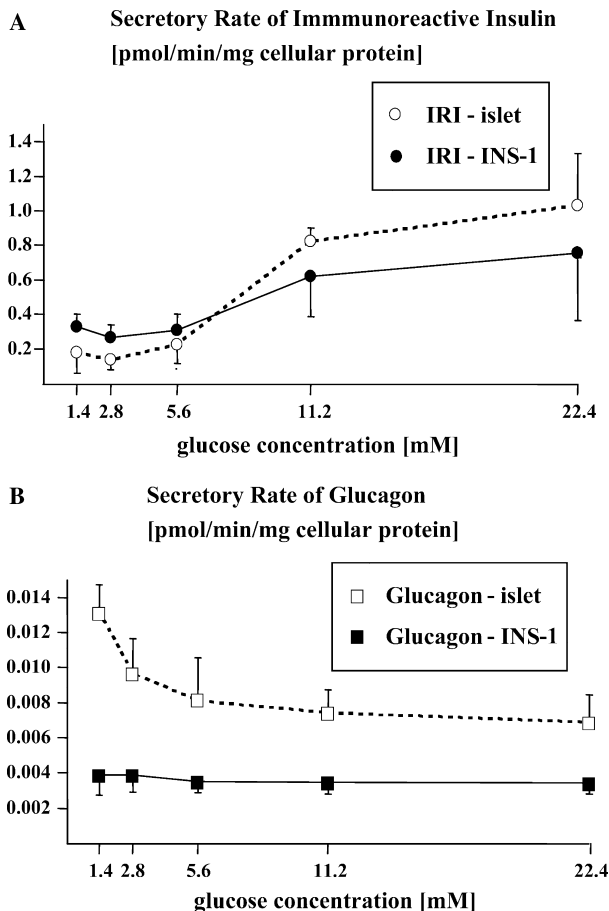 A
Secretory Rate of Immmunoreactive Insulin
[pmol/min/mg cellular protein]
IRI - islet
IRI - INS-1
1.4
1.2
1.0
0.8
0.6
0.4
0.2
1.4 2.8 5.6 11.2 22.4
glucose concentration [mM]
B
Secretory Rate of Glucagon
[pmol/min/mg cellular protein]
Glucagon - islet
Glucagon - INS-1
0.014
0.012
0.010
0.008
0.006
0.004
0.002
1.4 2.8 5.6 11.2 22.4
glucose concentration [mM]